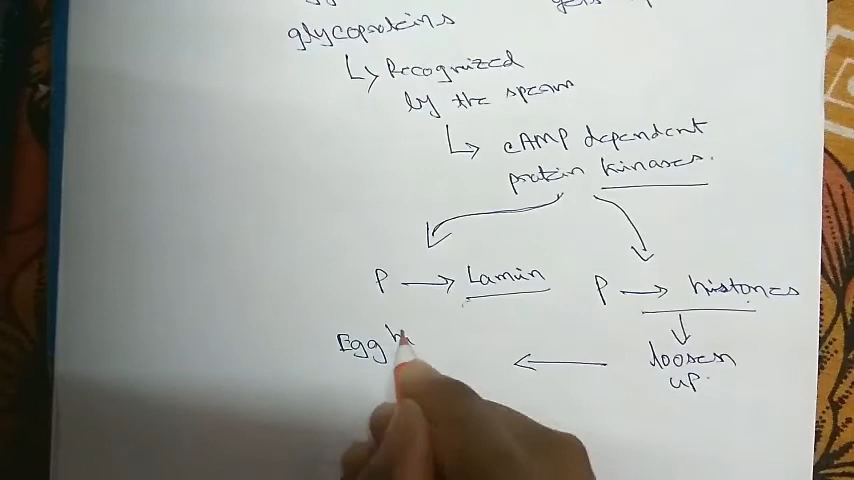 glycoproteins
Recognized
by the sperm
cAMP dependent
protein kinases.
P → Lamin
P → histones
Egg
loosen
up.